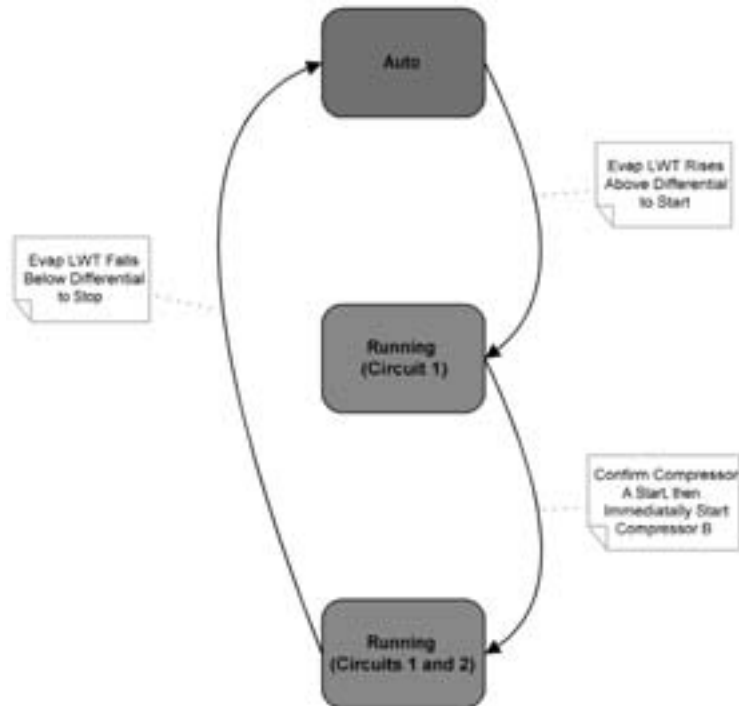 Auto
Evap LWT Rises
Above Differential
to Start
Evap LWT Falls
Below Differential
to Stop
Running
(Circuit 1)
Confirm Compressor
A Start, then
Immediatally Start
Compressor B
Running
(Circuits 1 and 2)